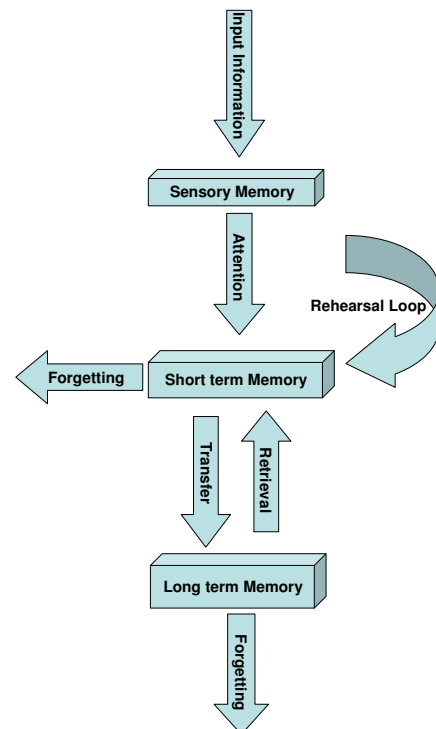 Input Information
Sensory Memory
Attention
Rehearsal Loop
Forgetting
Short term Memory
Transfer
Retrieval
Long term Memory
Forgetting